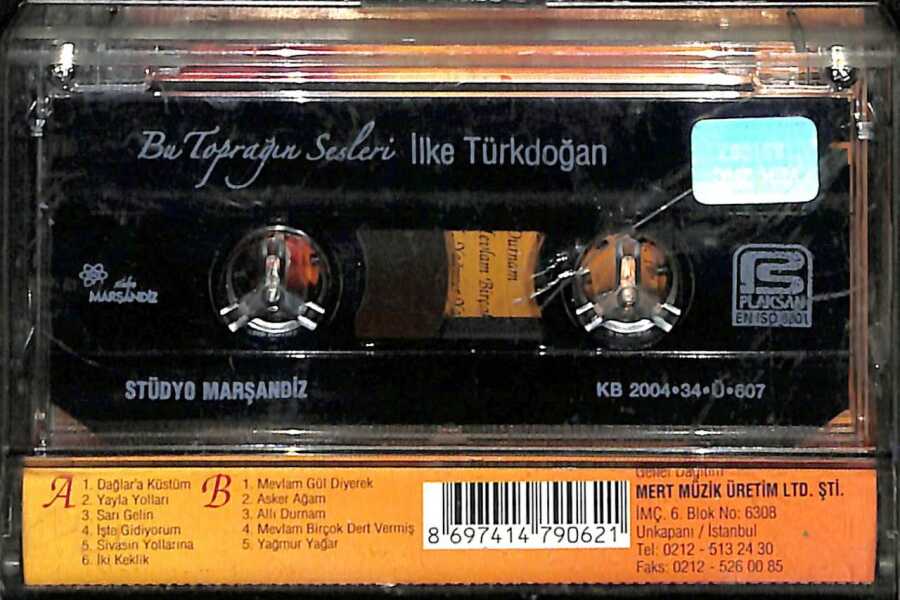 Bu Toprağın Sesleri İlke Türkdoğan
MARŞANDİZ
PLAKSAN
EN ISO 9001
Durnam
Mevlam Birçok
STÜDYO MARŞANDİZ
KB 2004•34•Ü•607
A
1. Dağlar'a Küstüm
2. Yayla Yolları
3. Sarı Gelin
4. İşte Gidiyorum
5. Sivasın Yollarına
6. İki Keklik
B
1. Mevlam Gül Diyerek
2. Asker Ağam
3. Allı Durnam
4. Mevlam Birçok Dert Vermiş
5. Yağmur Yağar
8 697414 790621
Genel Dağıtım
MERT MÜZİK ÜRETİM LTD. ŞTİ.
İMÇ. 6. Blok No: 6308
Unkapanı / İstanbul
Tel: 0212 - 513 24 30
Faks: 0212 - 526 00 85